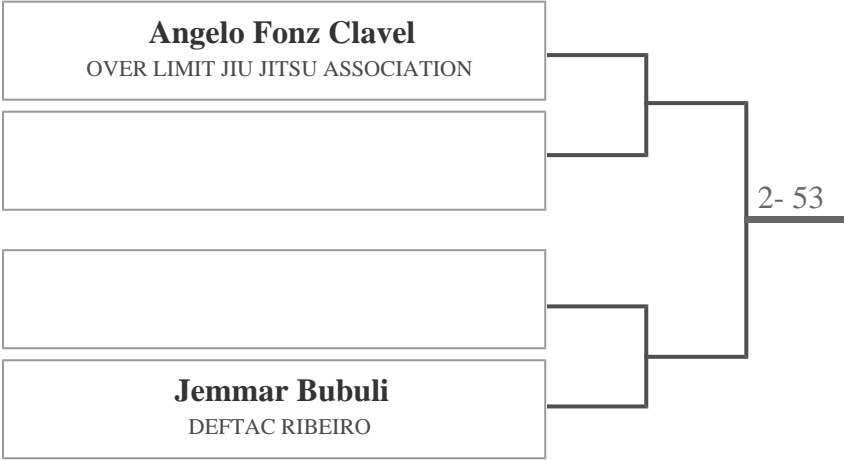 Angelo Fonz Clavel
OVER LIMIT JIU JITSU ASSOCIATION
2- 53
Jemmar Bubuli
DEFTAC RIBEIRO